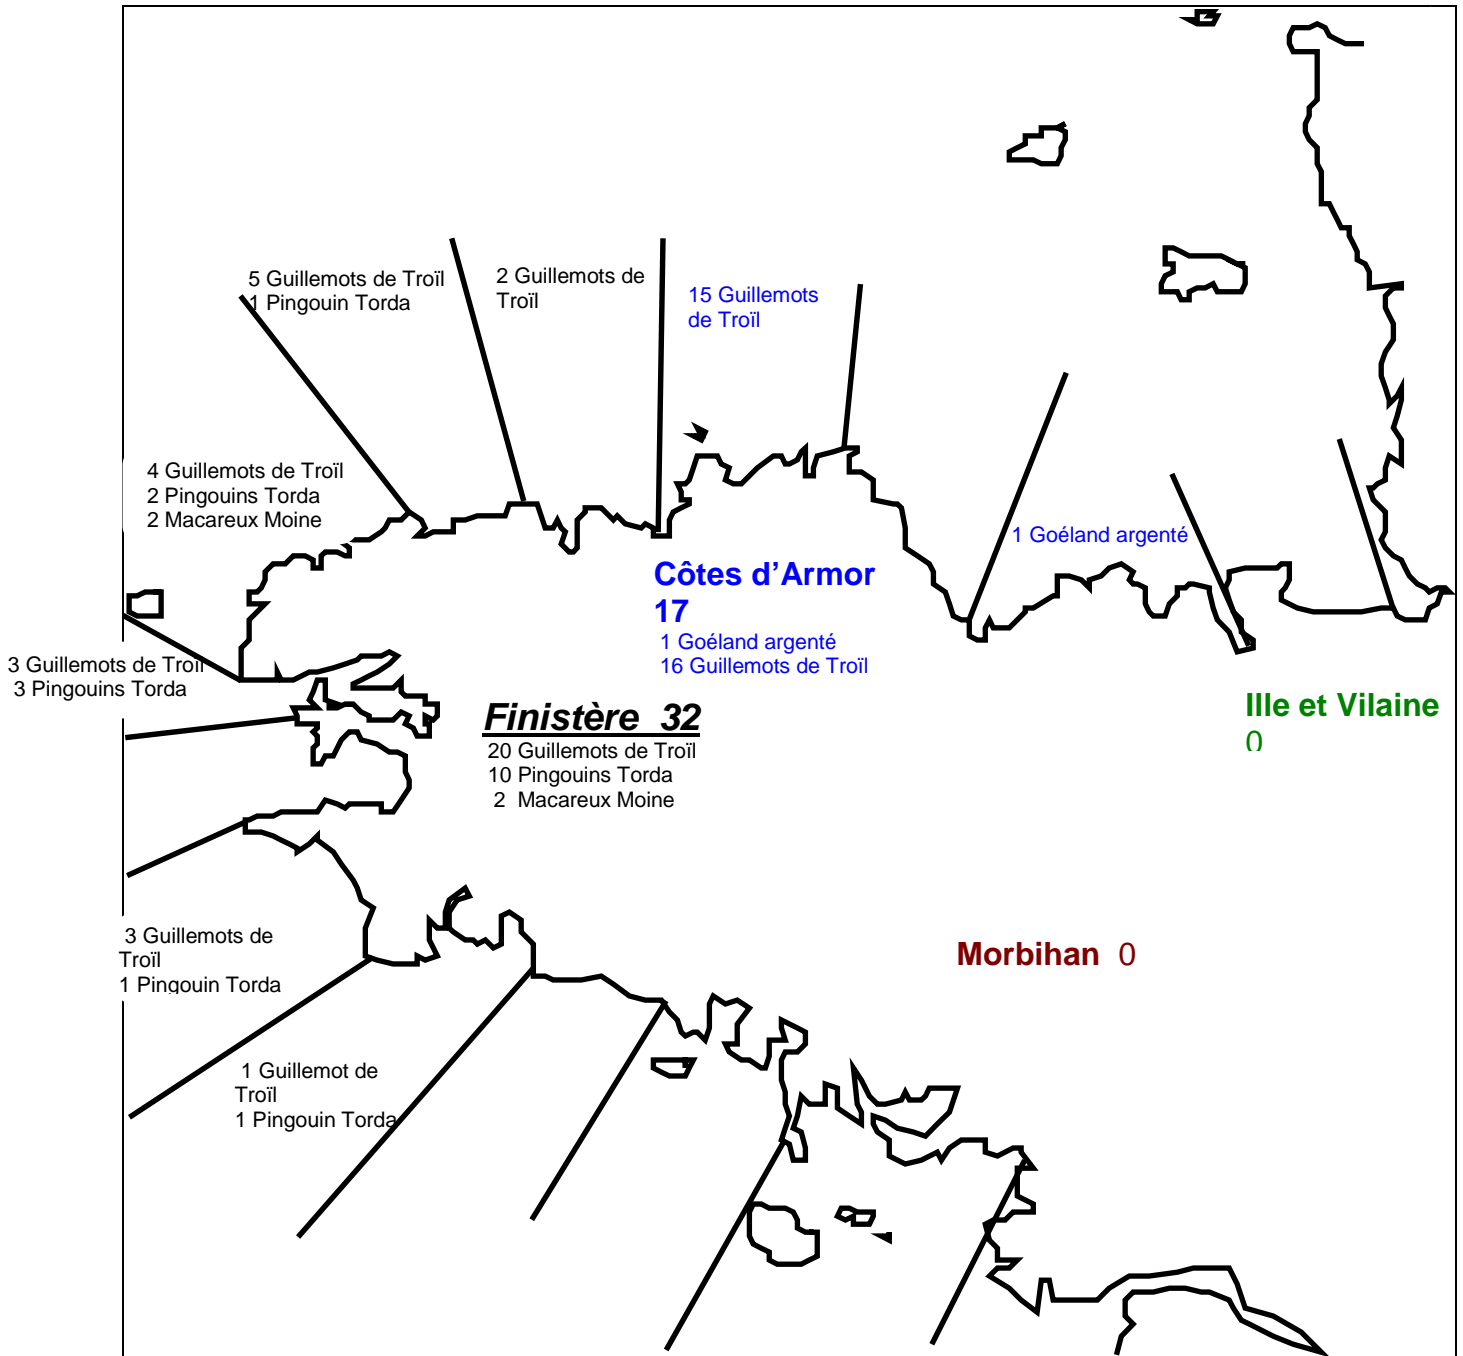 5 Guillemots de Troïl
1 Pingouin Torda
2 Guillemots de
Troïl
15 Guillemots
de Troïl
4 Guillemots de Troïl
2 Pingouins Torda
2 Macareux Moine
1 Goéland argenté
Côtes d’Armor
17
1 Goéland argenté
16 Guillemots de Troïl
3 Guillemots de Troïl
3 Pingouins Torda
Finistère 32
20 Guillemots de Troïl
10 Pingouins Torda
2 Macareux Moine
Ille et Vilaine
0
3 Guillemots de
Troïl
1 Pingouin Torda
Morbihan 0
1 Guillemot de
Troïl
1 Pingouin Torda